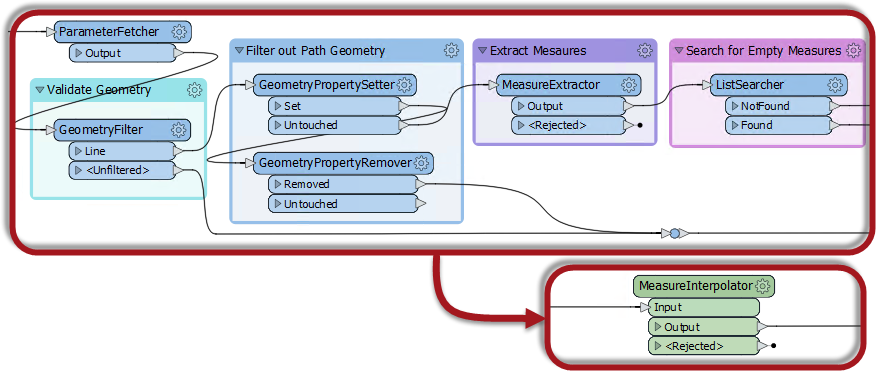 ParameterFetcher
Output
Validate Geometry
GeometryFilter
Line
<Unfiltered>
Filter out Path Geometry
GeometryPropertySetter
Set
Untouched
GeometryPropertyRemover
Removed
Untouched
Extract Mesaures
MeasureExtractor
Output
<Rejected>
Search for Empty Measures
ListSearcher
NotFound
Found
MeasureInterpolator
Input
Output
<Rejected>